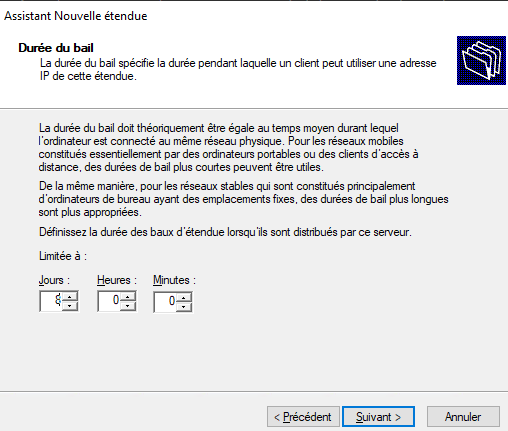 Assistant Nouvelle étendue
Durée du bail
La durée du bail spécifie la durée pendant laquelle un client peut utiliser une adresse
IP de cette étendue.
La durée du bail doit théoriquement être égale au temps moyen durant lequel
l'ordinateur est connecté au même réseau physique. Pour les réseaux mobiles
constitués essentiellement par des ordinateurs portables ou des clients d'accès à
distance, des durées de bail plus courtes peuvent être utiles.
De la même manière, pour les réseaux stables qui sont constitués principalement
d'ordinateurs de bureau ayant des emplacements fixes, des durées de bail plus longues
sont plus appropriées.
Définissez la durée des baux d'étendue lorsqu'ils sont distribués par ce serveur.
Limitée à :
Jours : Heures : Minutes :
0 0
< Précédent Suivant > Annuler